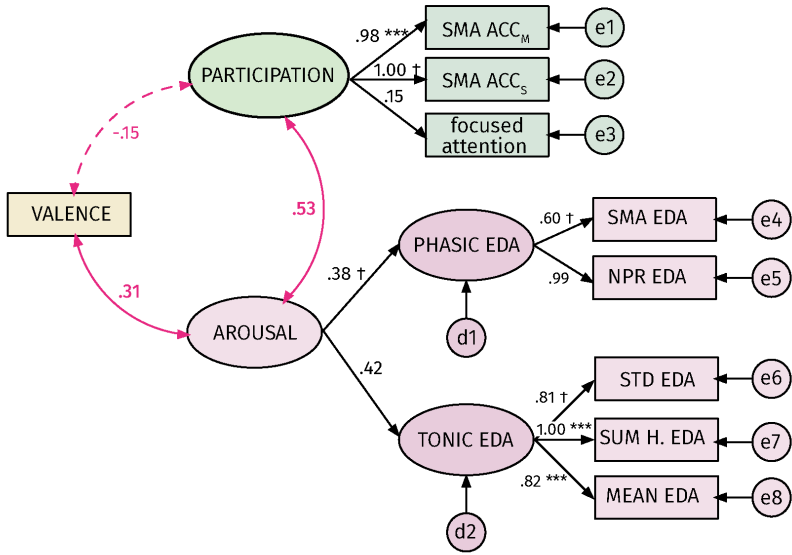 .98 ***
SMA ACC_M
e1
PARTICIPATION
1.00 †
SMA ACC_S
e2
.15
focused
attention
e3
-.15
VALENCE
.53
.31
AROUSAL
.38 †
PHASIC EDA
.60 †
SMA EDA
e4
.99
NPR EDA
e5
d1
.42
TONIC EDA
.81 †
STD EDA
e6
1.00 ***
SUM H. EDA
e7
.82 ***
MEAN EDA
e8
d2